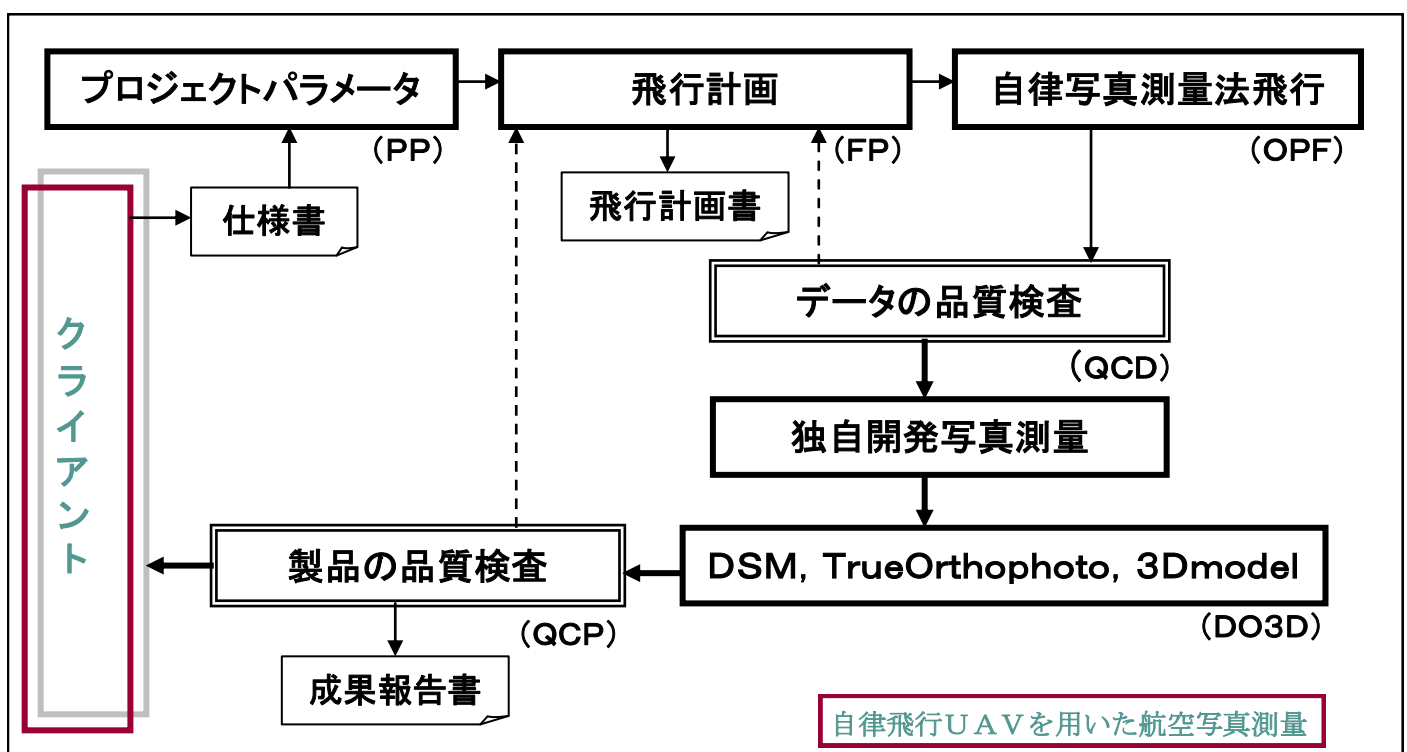 プロジェクトパラメータ
(PP)
飛行計画
(FP)
自律写真測量法飛行
(OPF)
仕様書
飛行計画書
クライアント
データの品質検査
(QCD)
独自開発写真測量
DSM, TrueOrthophoto, 3Dmodel
(DO3D)
製品の品質検査
(QCP)
成果報告書
自律飛行UAVを用いた航空写真測量